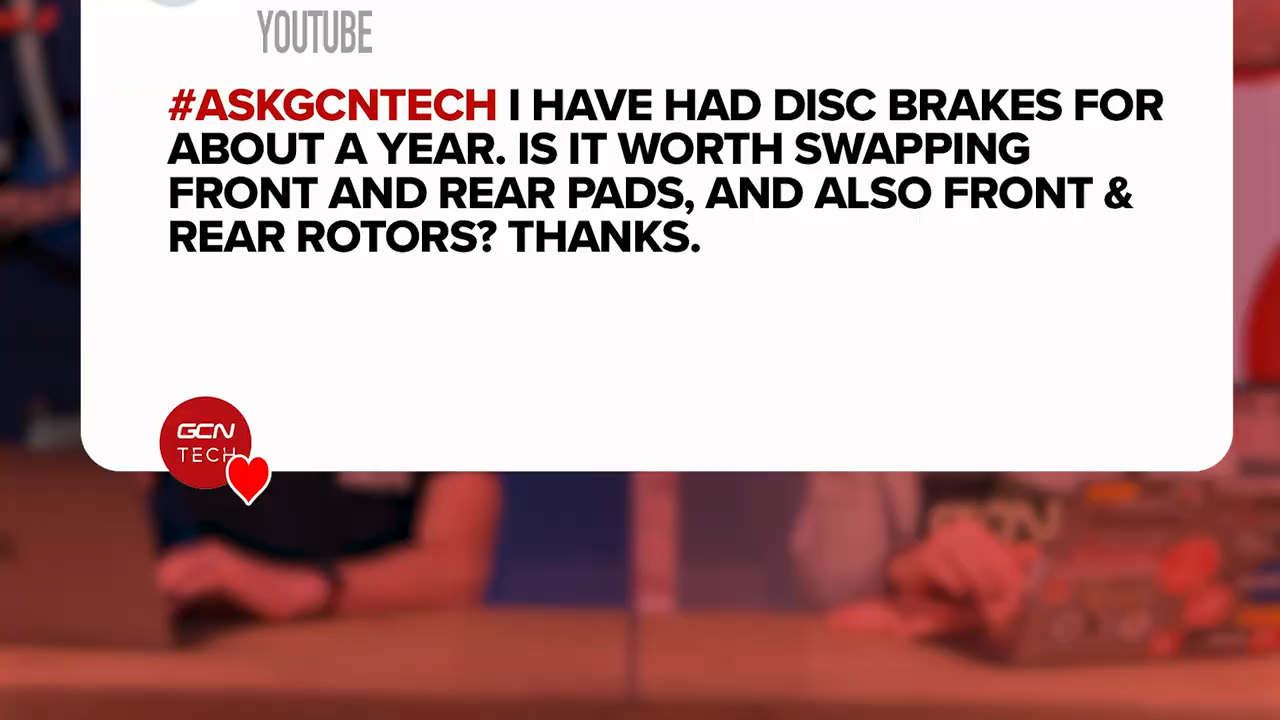 YOUTUBE
#ASKGCNTECH I HAVE HAD DISC BRAKES FOR
ABOUT A YEAR. IS IT WORTH SWAPPING
FRONT AND REAR PADS, AND ALSO FRONT &
REAR ROTORS? THANKS.
GCN
TECH
GCN